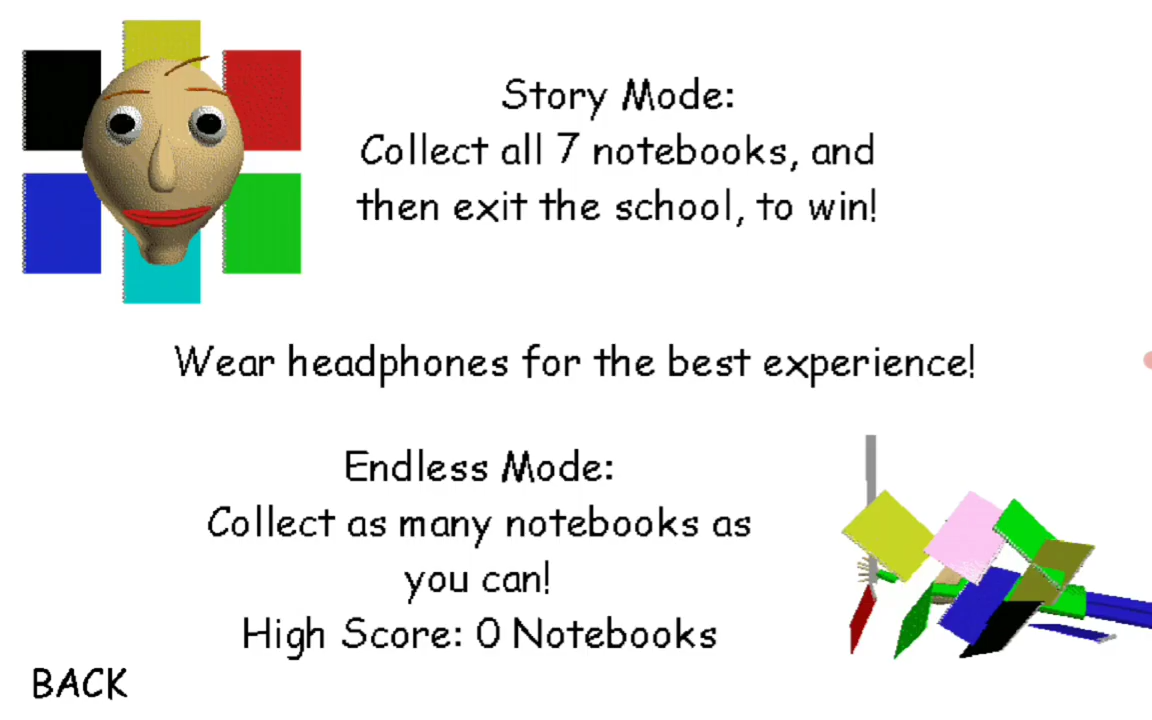 Story Mode:
Collect all 7 notebooks, and
then exit the school, to win!
Wear headphones for the best experience!
Endless Mode:
Collect as many notebooks as
you can!
High Score: 0 Notebooks
BACK